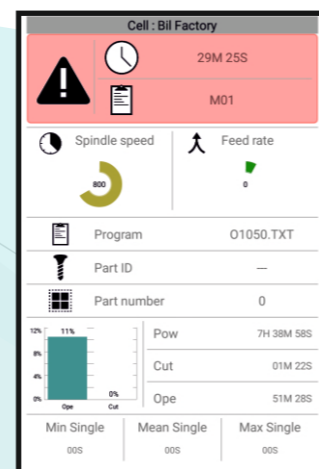 Cell : Bil Factory
29M 25S
M01
Spindle speed
Feed rate
800
0
Program O1050.TXT
Part ID —
Part number 0
12%
11%
8%
4%
0%
0%
Ope Cut
Pow 7H 38M 58S
Cut 01M 22S
Ope 51M 28S
Min Single Mean Single Max Single
00S 00S 00S